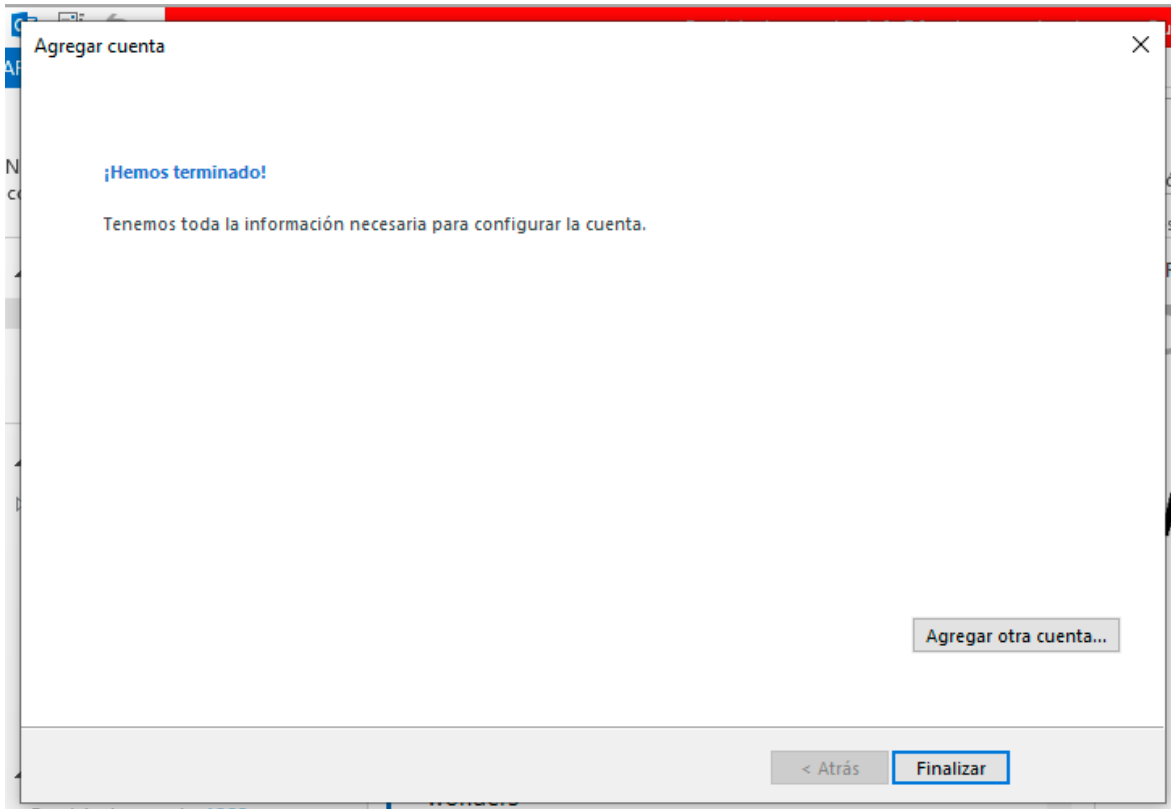 Agregar cuenta
¡Hemos terminado!
Tenemos toda la información necesaria para configurar la cuenta.
Agregar otra cuenta...
< Atrás
Finalizar